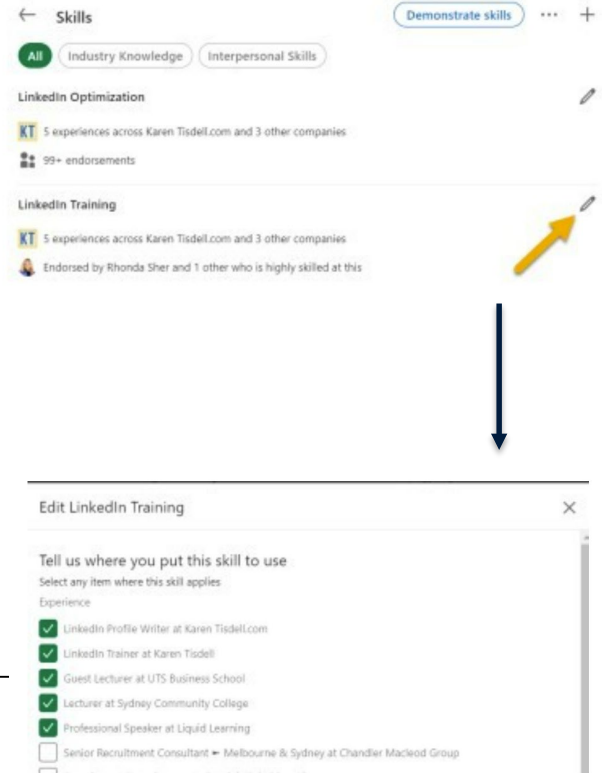 ← Skills
Demonstrate skills ... +
All Industry Knowledge Interpersonal Skills
LinkedIn Optimization
KT 5 experiences across Karen Tisdell.com and 3 other companies
99+ endorsements
LinkedIn Training
KT 5 experiences across Karen Tisdell.com and 3 other companies
Endorsed by Rhonda Sher and 1 other who is highly skilled at this
Edit LinkedIn Training
Tell us where you put this skill to use
Select any item where this skill applies
Experience
LinkedIn Profile Writer at Karen Tisdell.com
LinkedIn Trainer at Karen Tisdell
Guest Lecturer at UTS Business School
Lecturer at Sydney Community College
Professional Speaker at Liquid Learning
Senior Recruitment Consultant ► Melbourne & Sydney at Chandler Macleod Group